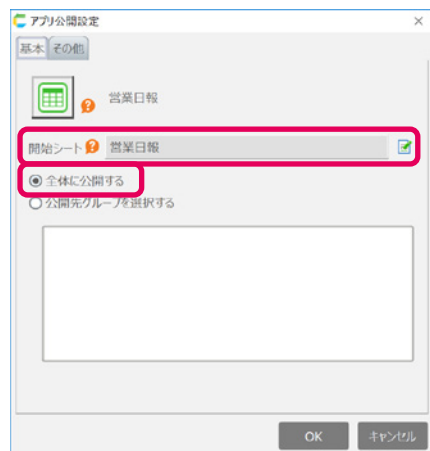 アプリ公開設定
基本 その他
営業日報
開始シート 営業日報
全体に公開する
公開先グループを選択する
OK キャンセル